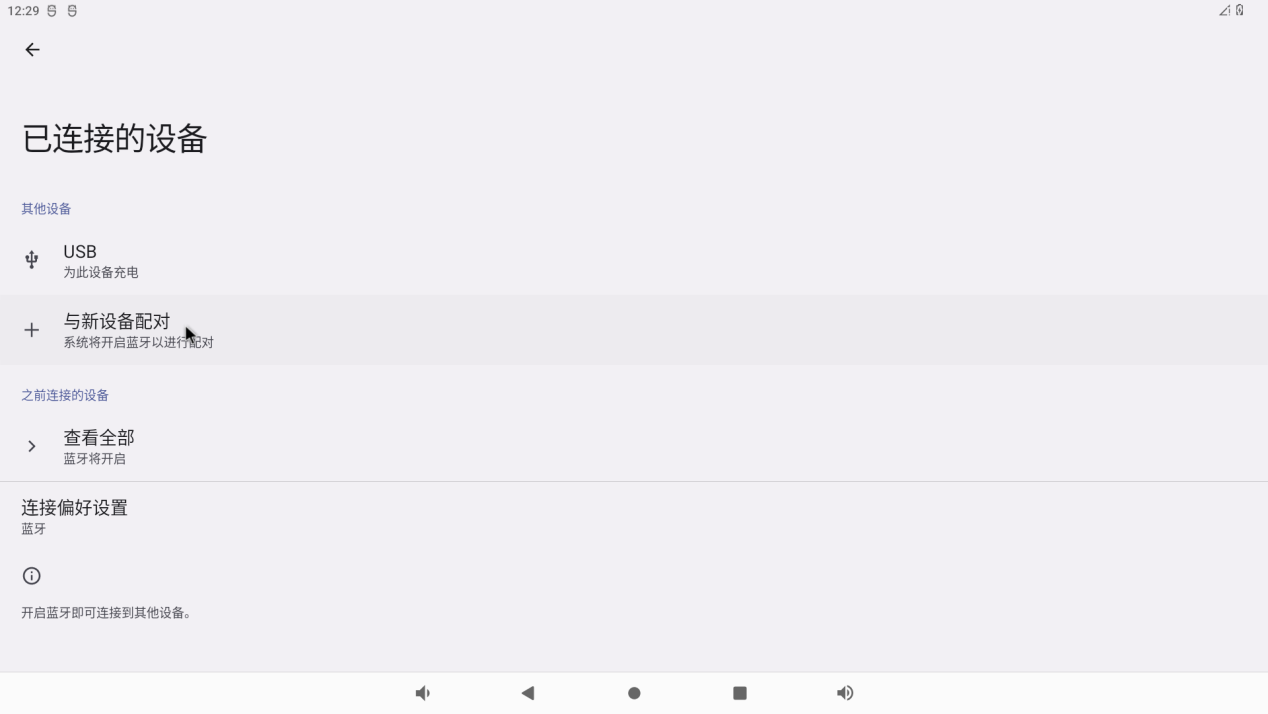 12:29
已连接的设备
其他设备
USB
为此设备充电
与新设备配对
系统将开启蓝牙以进行配对
之前连接的设备
查看全部
蓝牙将开启
连接偏好设置
蓝牙
开启蓝牙即可连接到其他设备。